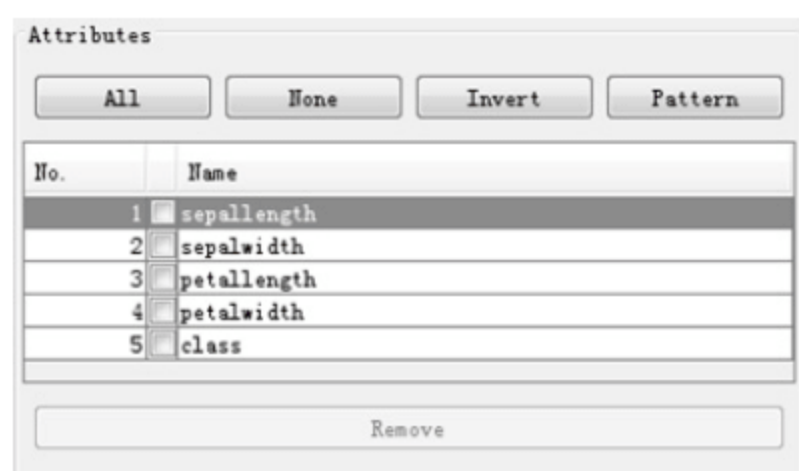 Attributes
All None Invert Pattern
No. Name
1 sepallength
2 sepalwidth
3 petallength
4 petalwidth
5 class
Remove